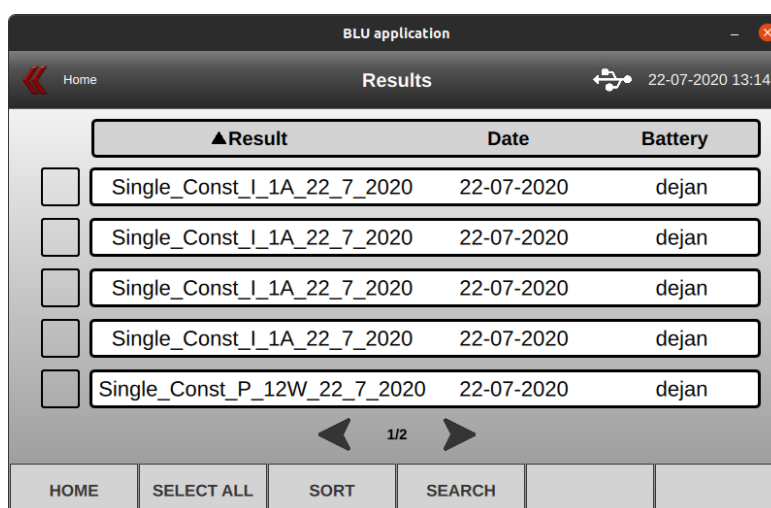 BLU application
Home Results 22-07-2020 13:14
▲Result Date Battery
Single_Const_I_1A_22_7_2020 22-07-2020 dejan
Single_Const_I_1A_22_7_2020 22-07-2020 dejan
Single_Const_I_1A_22_7_2020 22-07-2020 dejan
Single_Const_I_1A_22_7_2020 22-07-2020 dejan
Single_Const_P_12W_22_7_2020 22-07-2020 dejan
1/2
HOME SELECT ALL SORT SEARCH